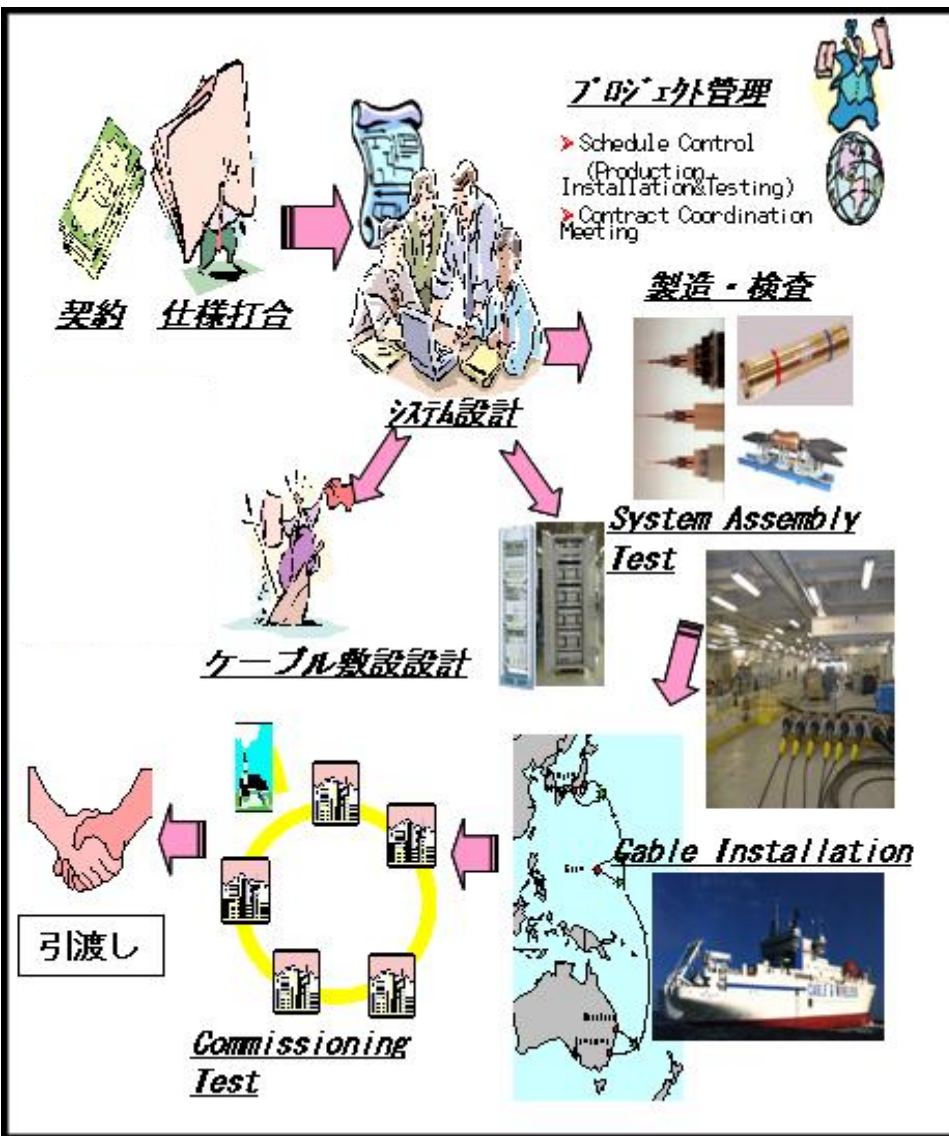 ﾌﾟﾛｼﾞｪｸﾄ管理
Schedule Control
(Production,
Installation&Testing)
Contract Coordination
Meeting
契約
仕様打合
製造・検査
ｼｽﾃﾑ設計
System Assembly
Test
ケーブル敷設設計
Cable Installation
CABLE & WIRELESS
引渡し
Commissioning
Test